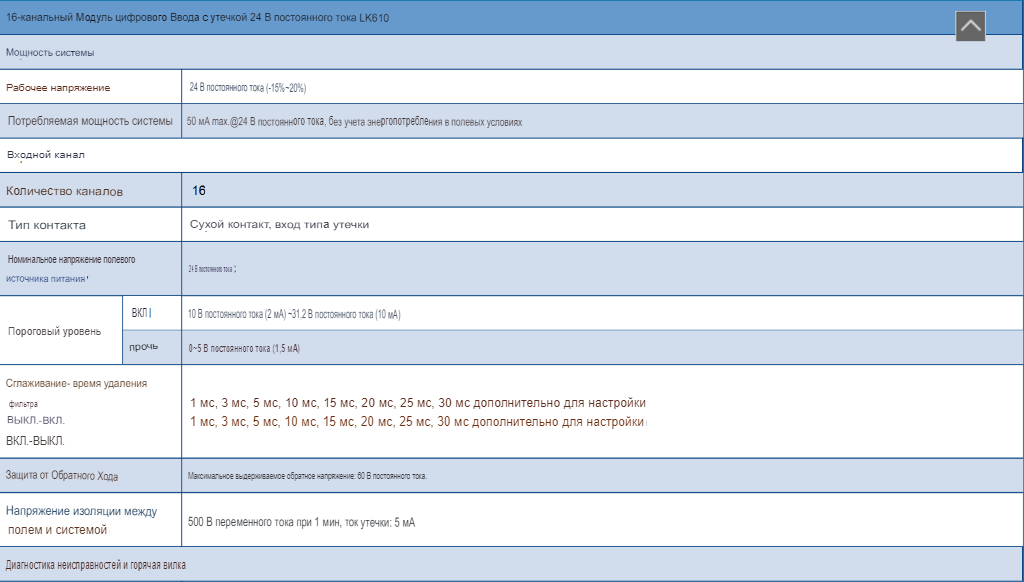 16-канальный Модуль цифрового Ввода с утечкой 24 В постоянного тока LK610
Мощность системы
Рабочее напряжение
24 В постоянного тока (-15%~20%)
Потребляемая мощность системы
50 мА max.@24 В постоянного тока, без учета энергопотребления в полевых условиях
Входной канал
Количество каналов
16
Тип контакта
Сухой контакт, вход типа утечки
Номинальное напряжение полевого
источника питания'
24 В постоянного тока ;
Пороговый уровень
ВКЛ|
10 В постоянного тока (2 мА) ~31,2 В постоянного тока (10 мА)
прочь
0~5 В постоянного тока (1,5 мА)
Сглаживание- время удаления
фильтра
ВЫКЛ.-ВКЛ.
ВКЛ.-ВЫКЛ.
1 мс, 3 мс, 5 мс, 10 мс, 15 мс, 20 мс, 25 мс, 30 мс дополнительно для настройки
1 мс, 3 мс, 5 мс, 10 мс, 15 мс, 20 мс, 25 мс, 30 мс дополнительно для настройки
Защита от Обратного Хода
Максимальное выдерживаемое обратное напряжение: 60 В постоянного тока.
Напряжение изоляции между
полем и системой
500 В переменного тока при 1 мин, ток утечки: 5 мА
Диагностика неисправностей и горячая вилка